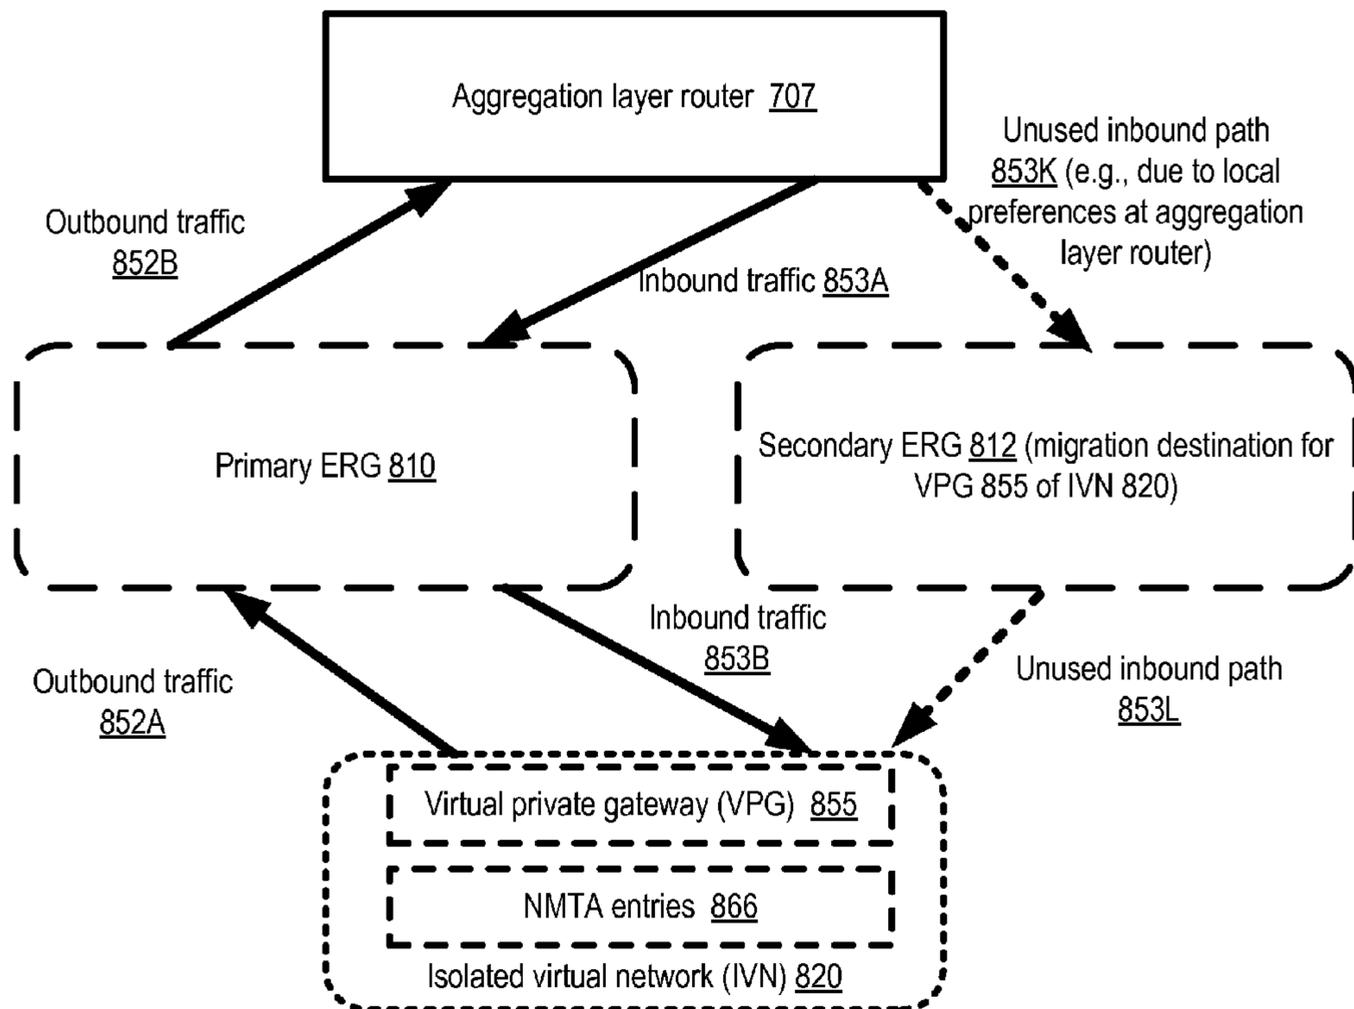 Aggregation layer router 707
Unused inbound path
853K (e.g., due to local
preferences at aggregation
layer router)
Outbound traffic
852B
Inbound traffic 853A
Primary ERG 810
Secondary ERG 812 (migration destination for
VPG 855 of IVN 820)
Inbound traffic
853B
Outbound traffic
852A
Unused inbound path
853L
Virtual private gateway (VPG) 855
NMTA entries 866
Isolated virtual network (IVN) 820